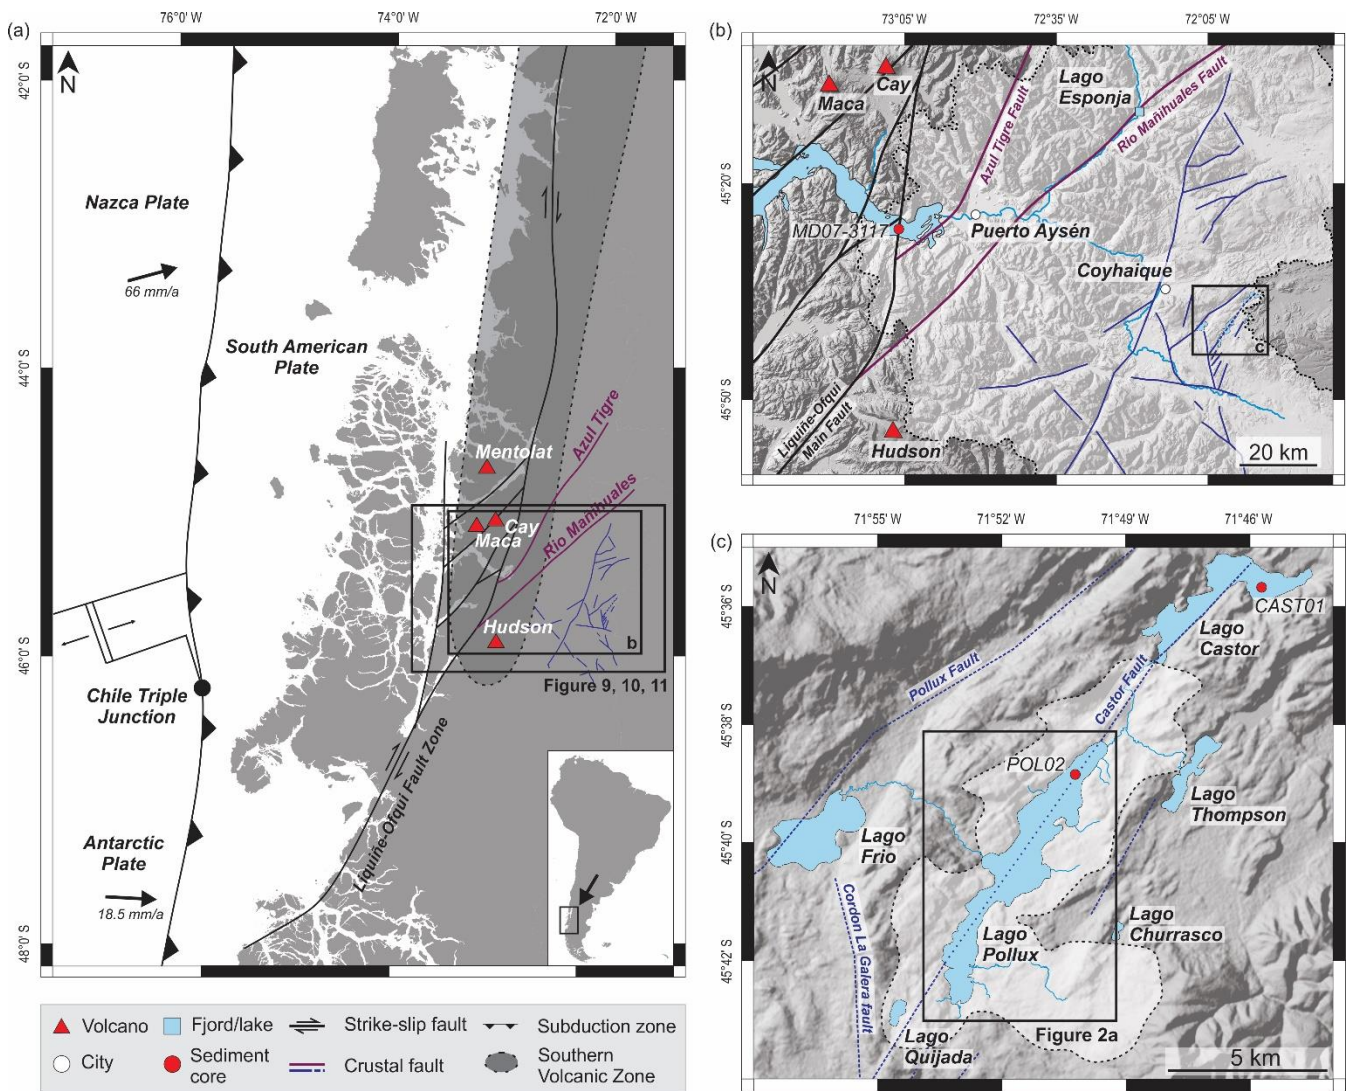 (a)
76°0' W
74°0' W
72°0' W
42°0' S
44°0' S
46°0' S
48°0' S
N
Nazca Plate
66 mm/a
South American
Plate
Mentolat
Azul Tigre
Cay
Maca
Rio Mañihuales
Hudson
b
Figure 9, 10, 11
Chile Triple
Junction
Liquiñe-Ofqui Fault Zone
Antarctic
Plate
18.5 mm/a
(b)
73°05' W
72°35' W
72°05' W
45°20' S
45°50' S
N
Cay
Maca
Lago
Esponja
Azul Tigre Fault
Rio Mañihuales Fault
MD07-3117
Puerto Aysén
Coyhaique
c
Liquiñe-Ofqui
Main Fault
Hudson
20 km
(c)
71°55' W
71°52' W
71°49' W
71°46' W
45°36' S
45°38' S
45°40' S
45°42' S
N
CAST01
Lago
Castor
Pollux Fault
Castor Fault
POL02
Lago
Thompson
Lago
Frio
Cordon La Galera fault
Lago
Churrasco
Lago
Pollux
Lago
Quijada
Figure 2a
5 km
Volcano
Fjord/lake
Strike-slip fault
Subduction zone
City
Sediment
core
Crustal fault
Southern
Volcanic Zone